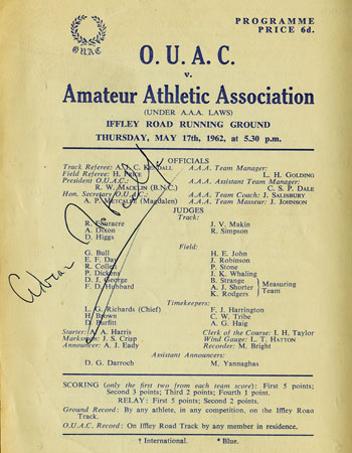 PROGRAMME
PRICE 6d.
OUAC
O. U. A. C.
v.
Amateur Athletic Association
(UNDER A.A.A. LAWS)
IFFLEY ROAD RUNNING GROUND
THURSDAY, MAY 17th, 1962, at 5.30 p.m.
OFFICIALS
Track Referee: A. D. C. KENDALL A.A.A. Team Manager:
Field Referee: H. PRICE L. H. GOLDING
President O.U.A.C.: A.A.A. Assistant Team Manager:
R. W. MACKLIN (B.N.C.) C. S. P. DALE
Hon. Secretary O.U.A.C. A.A.A. Team Coach: J. SALISBURY
A. P. METCALFE (Magdalen) A.A.A. Team Masseur: J. JOHNSON
JUDGES
Track:
R. J. V. Makin
A. Dixon R. Simpson
D. Higgs
Field:
G. Bull H. E. John
E. F. Day J. Robinson
R. Collett P. Stone
P. Dickens J. K. Whaling
D. J. George B. A. E. Strange
F. D. Hubbard A. J. Shorter Measuring
K. Rodgers Team
Timekeepers:
L. G. Richards (Chief) F. J. Harrington
H. Brown C. W. Tribe
D. Burfitt A. G. Haig
Starter: A. A. Harris Clerk of the Course: I. H. Taylor
Marksman: J. S. Crisp Wind Gauge: L. T. HATTON
Announcer: A. J. Eady Recorder: M. Bright
Assistant Announcers:
D. G. Darroch M. Yannaghas
SCORING (only the first two from each team score): First 5 points;
Second 3 points; Third 2 points; Fourth 1 point.
RELAY: First 5 points; Second 2 points.
Ground Record: By any athlete, in any competition, on the Iffley Road
Track.
O.U.A.C. Record: On Iffley Road Track by any member in residence.
† International. * Blue.